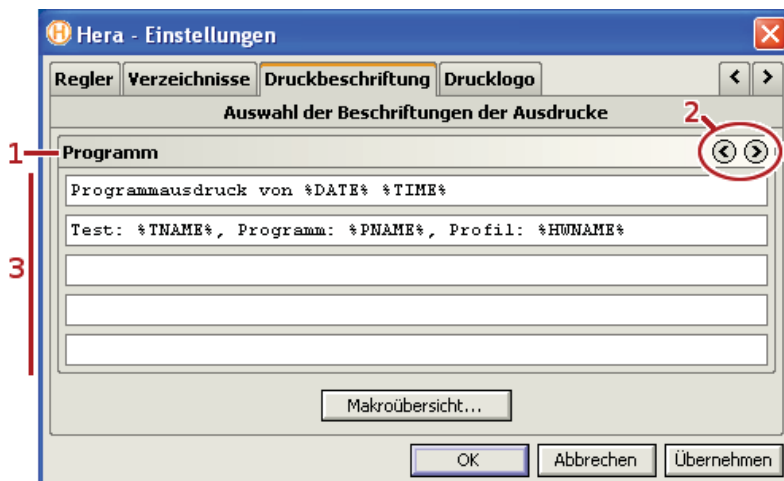 Hera - Einstellungen
Regler Verzeichnisse Druckbeschriftung Drucklogo < >
Auswahl der Beschriftungen der Ausdrucke
2
1 Programm
Programmausdruck von %DATE% %TIME%
Test: %TNAME%, Programm: %PNAME%, Profil: %HWNAME%
3
Makroübersicht...
OK Abbrechen Übernehmen